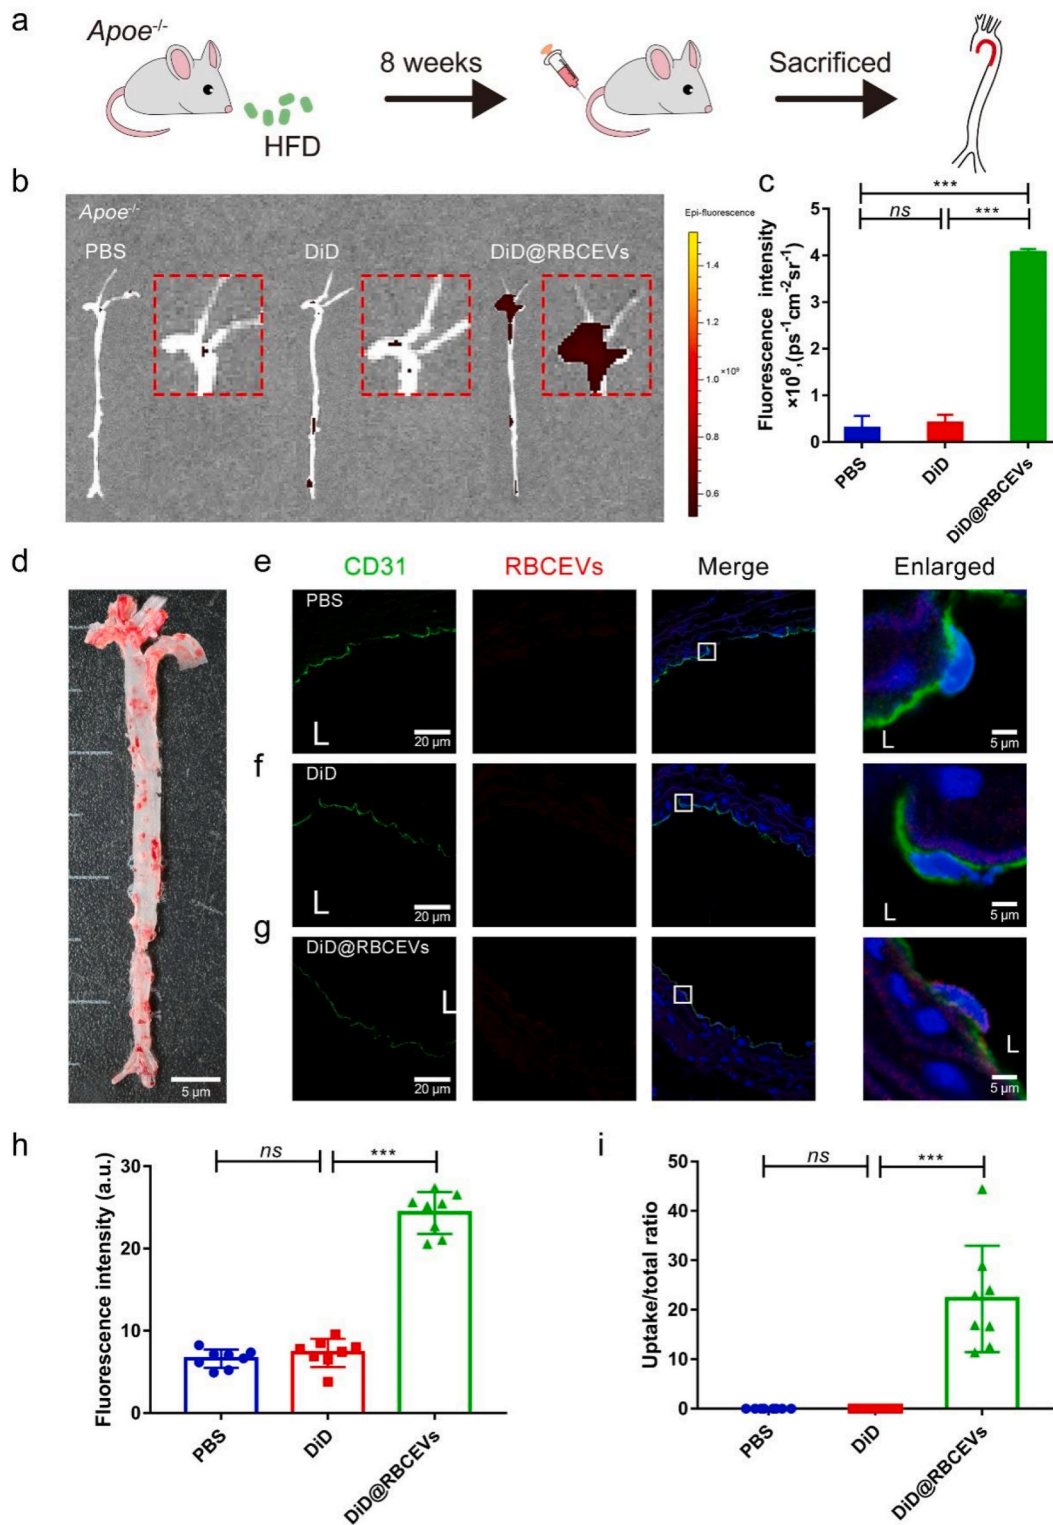 a
Apoe-/-
8 weeks
Sacrificed
HFD
b
Apoe-/-
PBS
DiD
DiD@RBCEVs
Epi-fluorescence
1.4
1.2
1.0
×10⁹
0.8
0.6
c
***
ns
***
Fluorescence intensity
×10⁸,(ps⁻¹cm⁻²sr⁻¹)
5
4
3
2
1
0
PBS
DiD
DiD@RBCEVs
d
5 µm
e
CD31
RBCEVs
Merge
Enlarged
PBS
L
20 µm
L
5 µm
f
DiD
L
20 µm
L
5 µm
g
DiD@RBCEVs
L
20 µm
L
5 µm
h
ns
***
Fluorescence intensity (a.u.)
30
20
10
0
PBS
DiD
DiD@RBCEVs
i
ns
***
Uptake/total ratio
50
40
30
20
10
0
PBS
DiD
DiD@RBCEVs